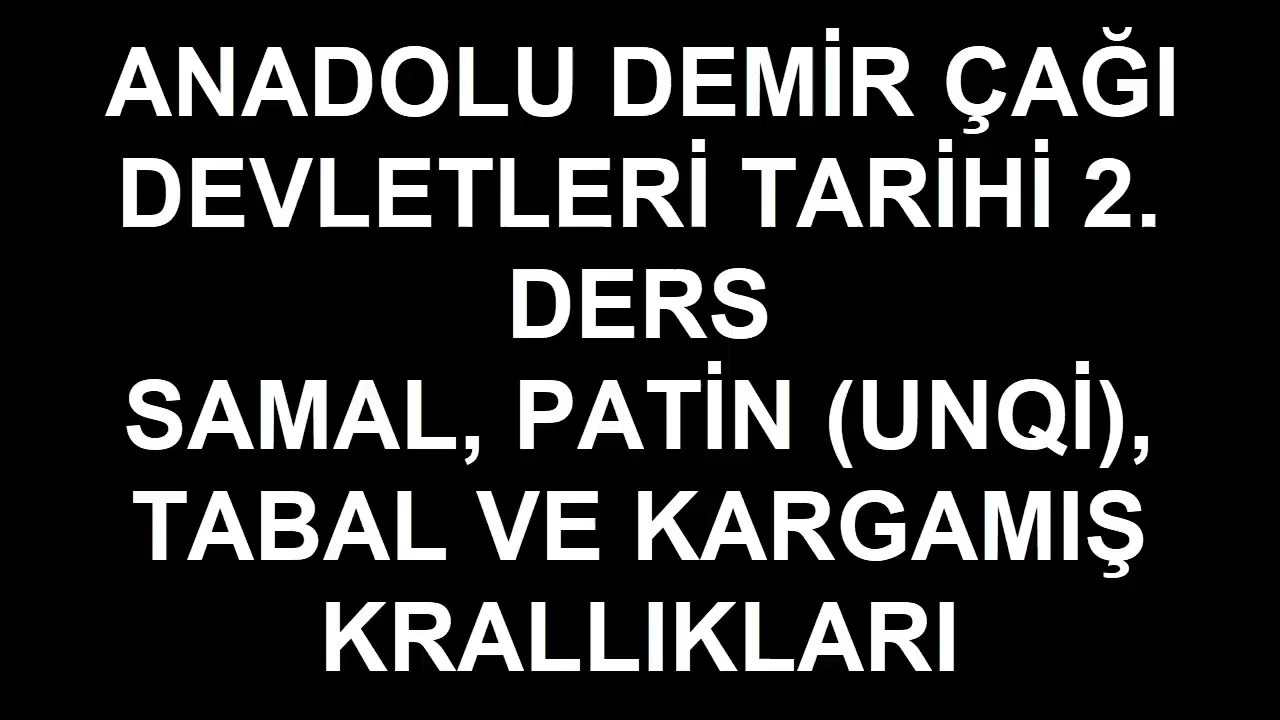 ANADOLU DEMİR ÇAĞI
DEVLETLERİ TARİHİ 2.
DERS
SAMAL, PATİN (UNQİ),
TABAL VE KARGAMIŞ
KRALLIKLARI